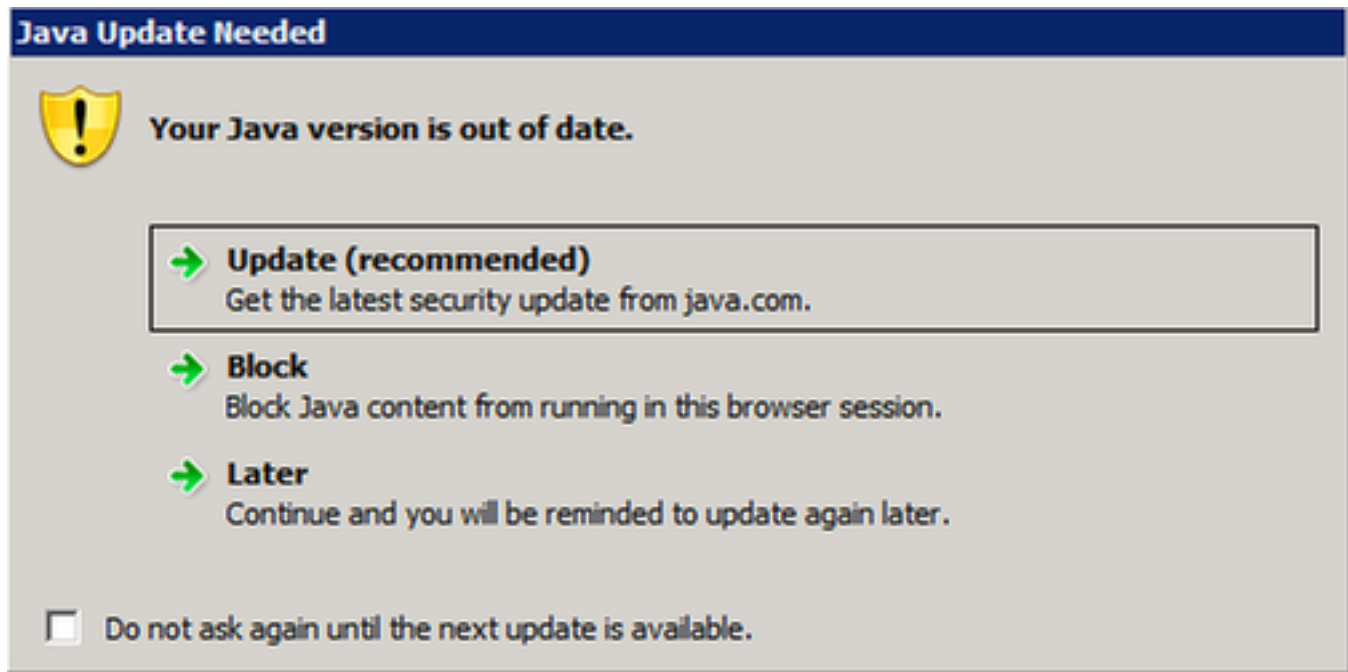 Java Update Needed
Your Java version is out of date.
Update (recommended)
Get the latest security update from java.com.
Block
Block Java content from running in this browser session.
Later
Continue and you will be reminded to update again later.
Do not ask again until the next update is available.